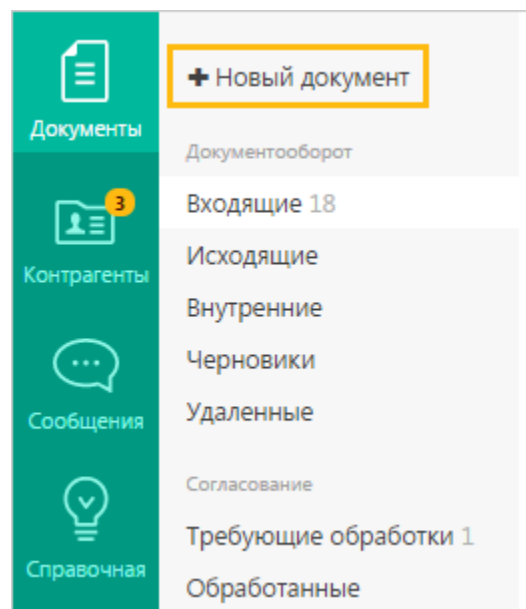 Документы
3
Контрагенты
Сообщения
Справочная
+ Новый документ
Документооборот
Входящие 18
Исходящие
Внутренние
Черновики
Удаленные
Согласование
Требующие обработки 1
Обработанные